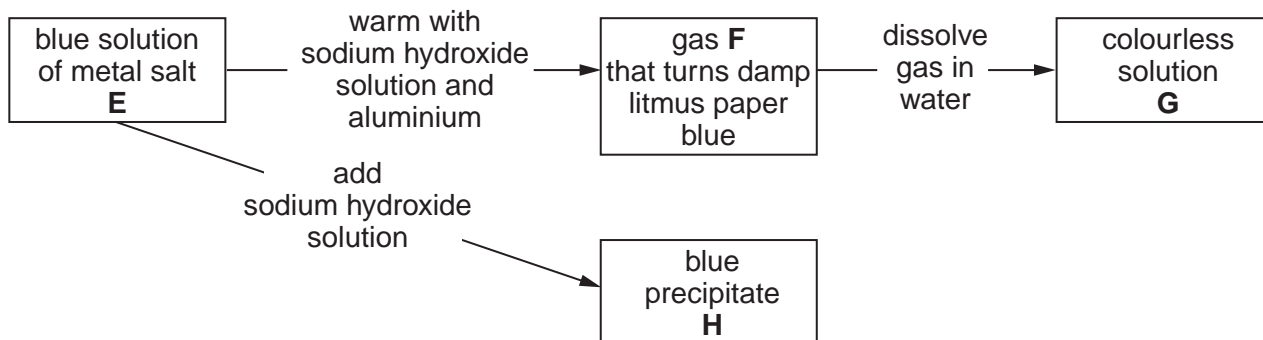 blue solution
of metal salt
E
warm with
sodium hydroxide
solution and
aluminium
gas F
that turns damp
litmus paper
blue
dissolve
gas in
water
colourless
solution
G
add
sodium hydroxide
solution
blue
precipitate
H